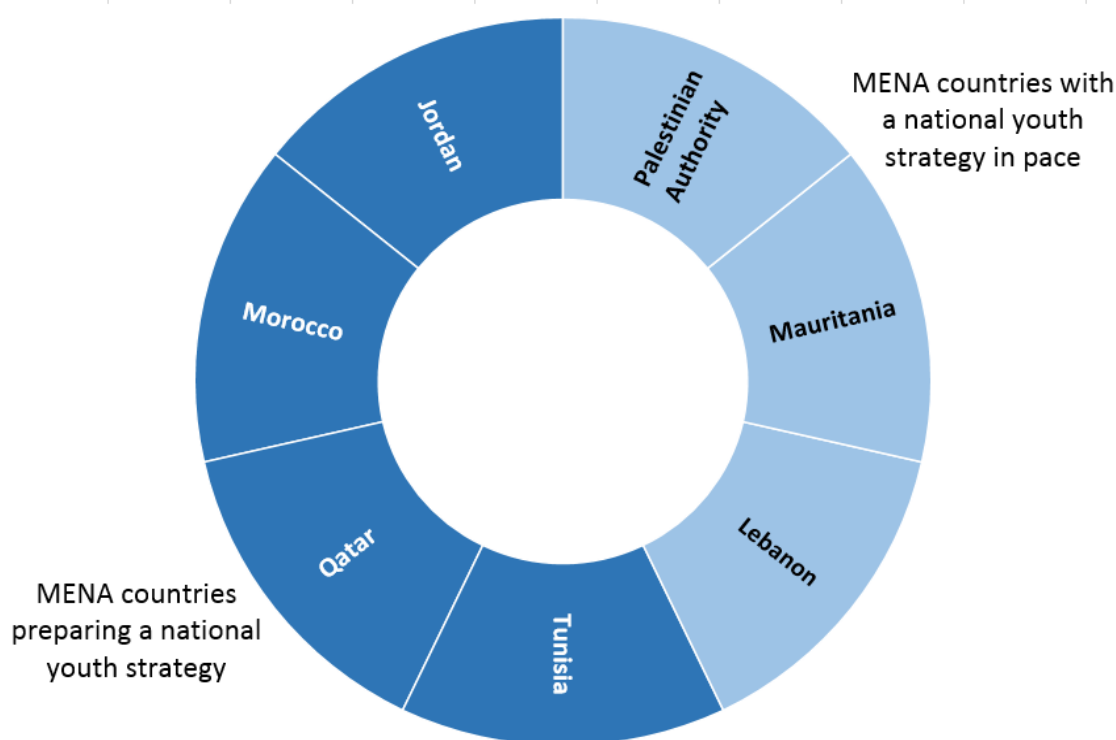 MENA countries with
a national youth
strategy in pace
Palestinian
Authority
Mauritania
Lebanon
Tunisia
Qatar
Morocco
Jordan
MENA countries
preparing a national
youth strategy